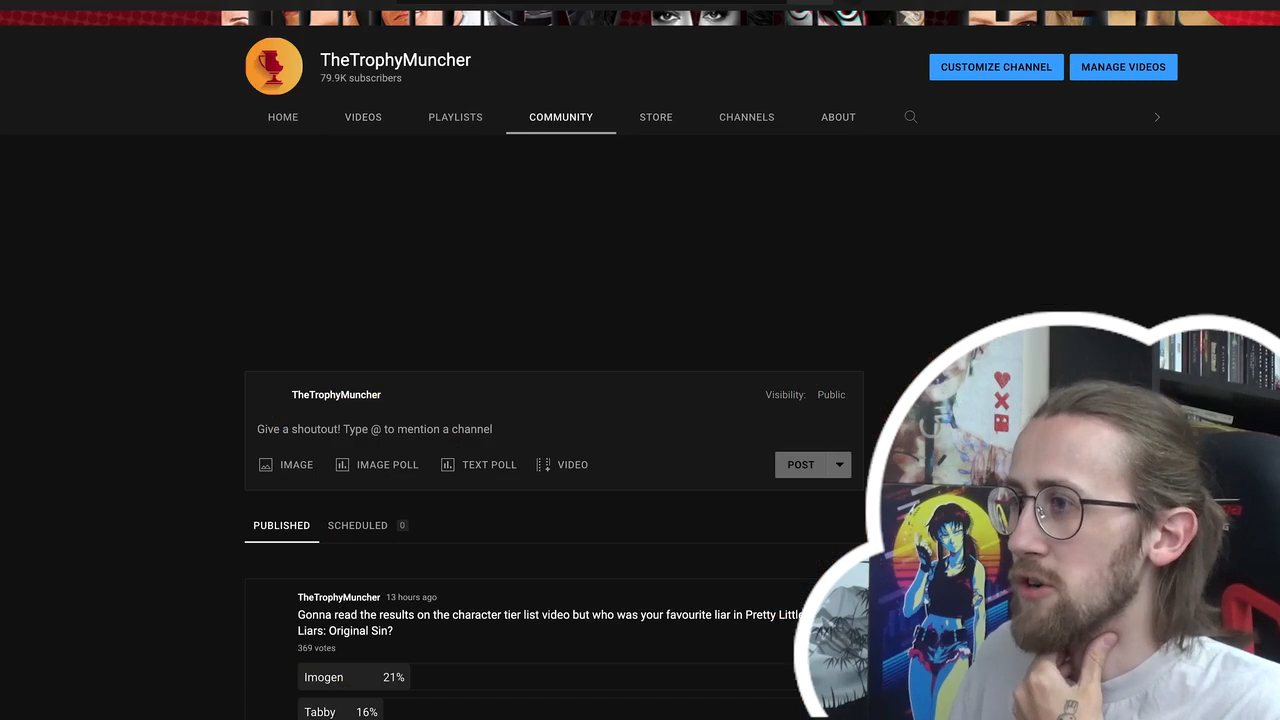 TheTrophyMuncher
79.9K subscribers
CUSTOMIZE CHANNEL
MANAGE VIDEOS
HOME
VIDEOS
PLAYLISTS
COMMUNITY
STORE
CHANNELS
ABOUT
TheTrophyMuncher
Visibility: Public
Give a shoutout! Type @ to mention a channel
IMAGE
IMAGE POLL
TEXT POLL
VIDEO
POST
PUBLISHED
SCHEDULED 0
TheTrophyMuncher 13 hours ago
Gonna read the results on the character tier list video but who was your favourite liar in Pretty Little
Liars: Original Sin?
369 votes
Imogen 21%
Tabby 16%